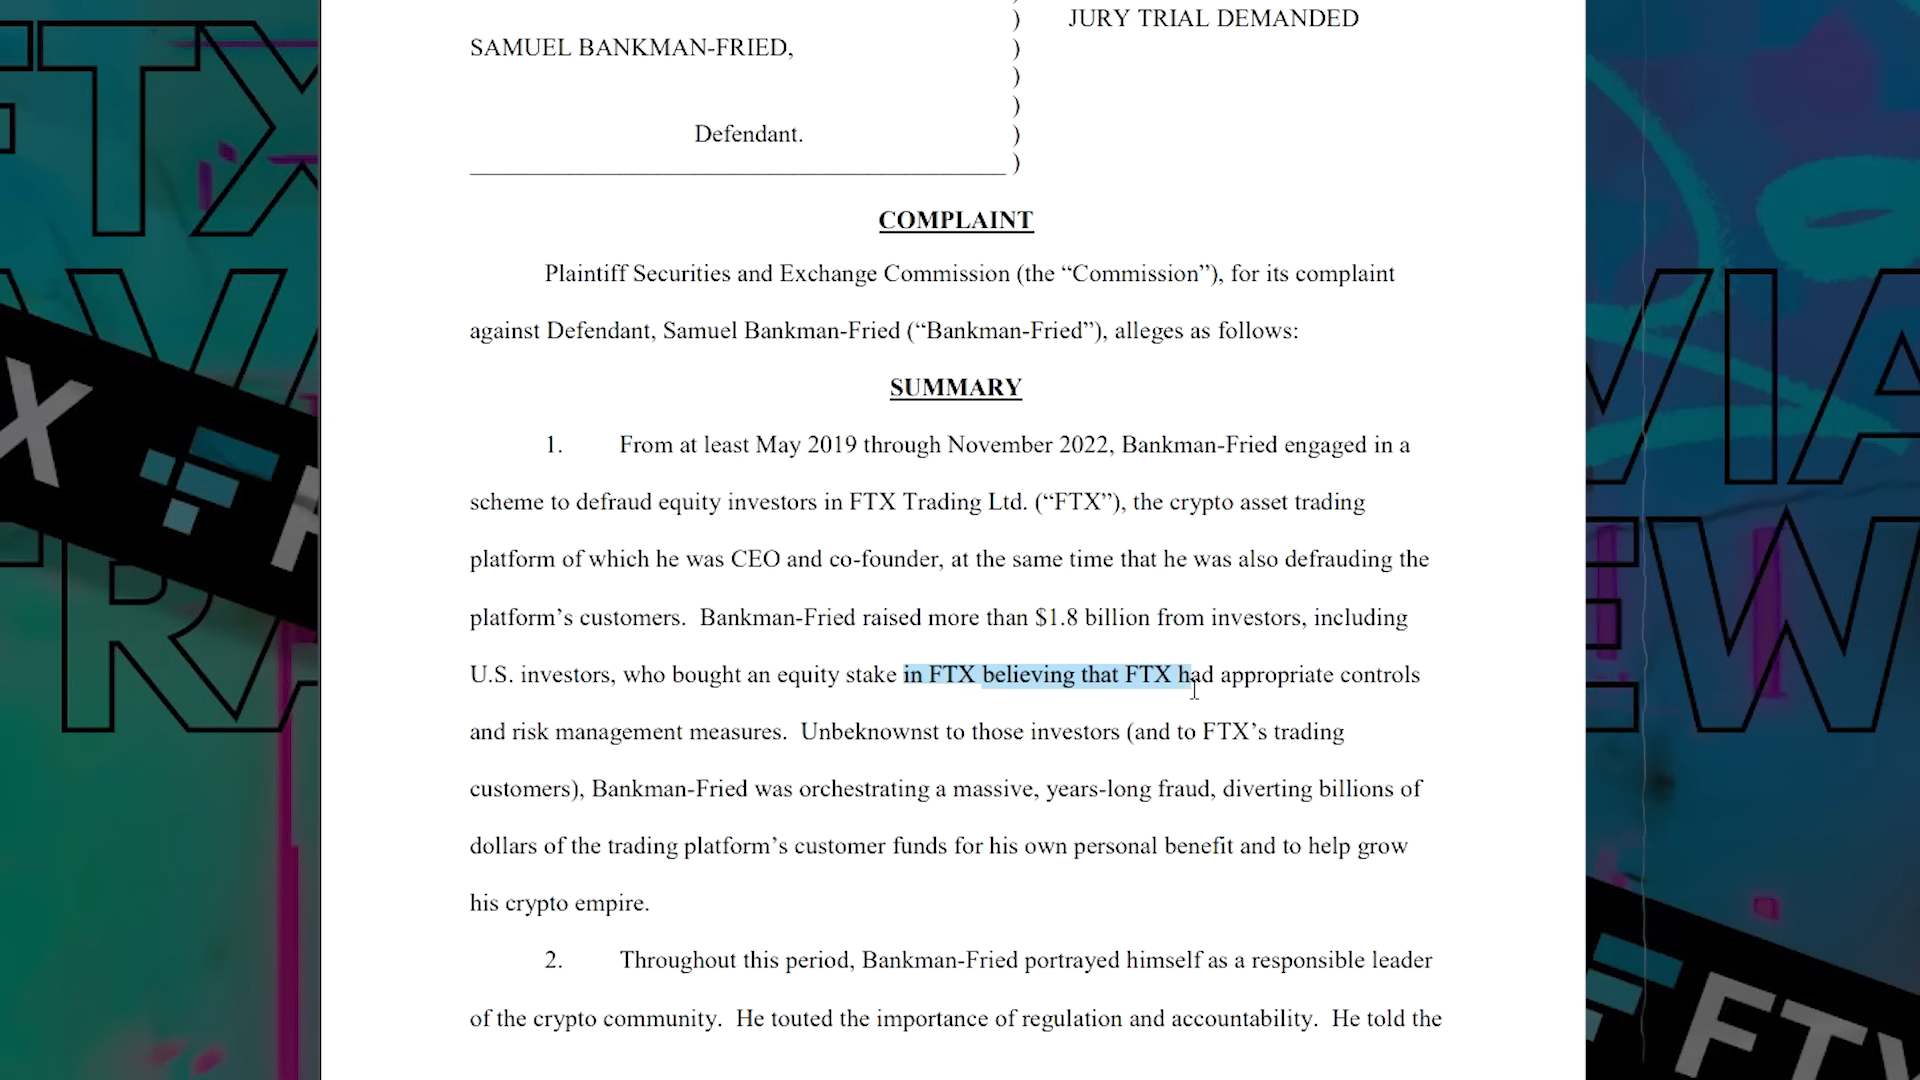 JURY TRIAL DEMANDED
)
SAMUEL BANKMAN-FRIED,
)
)
)
Defendant.
)
)
COMPLAINT
Plaintiff Securities and Exchange Commission (the “Commission”), for its complaint
against Defendant, Samuel Bankman-Fried (“Bankman-Fried”), alleges as follows:
SUMMARY
1. From at least May 2019 through November 2022, Bankman-Fried engaged in a
scheme to defraud equity investors in FTX Trading Ltd. (“FTX”), the crypto asset trading
platform of which he was CEO and co-founder, at the same time that he was also defrauding the
platform’s customers. Bankman-Fried raised more than $1.8 billion from investors, including
U.S. investors, who bought an equity stake in FTX believing that FTX had appropriate controls
and risk management measures. Unbeknownst to those investors (and to FTX’s trading
customers), Bankman-Fried was orchestrating a massive, years-long fraud, diverting billions of
dollars of the trading platform’s customer funds for his own personal benefit and to help grow
his crypto empire.
2. Throughout this period, Bankman-Fried portrayed himself as a responsible leader
of the crypto community. He touted the importance of regulation and accountability. He told the
FTX
FTX